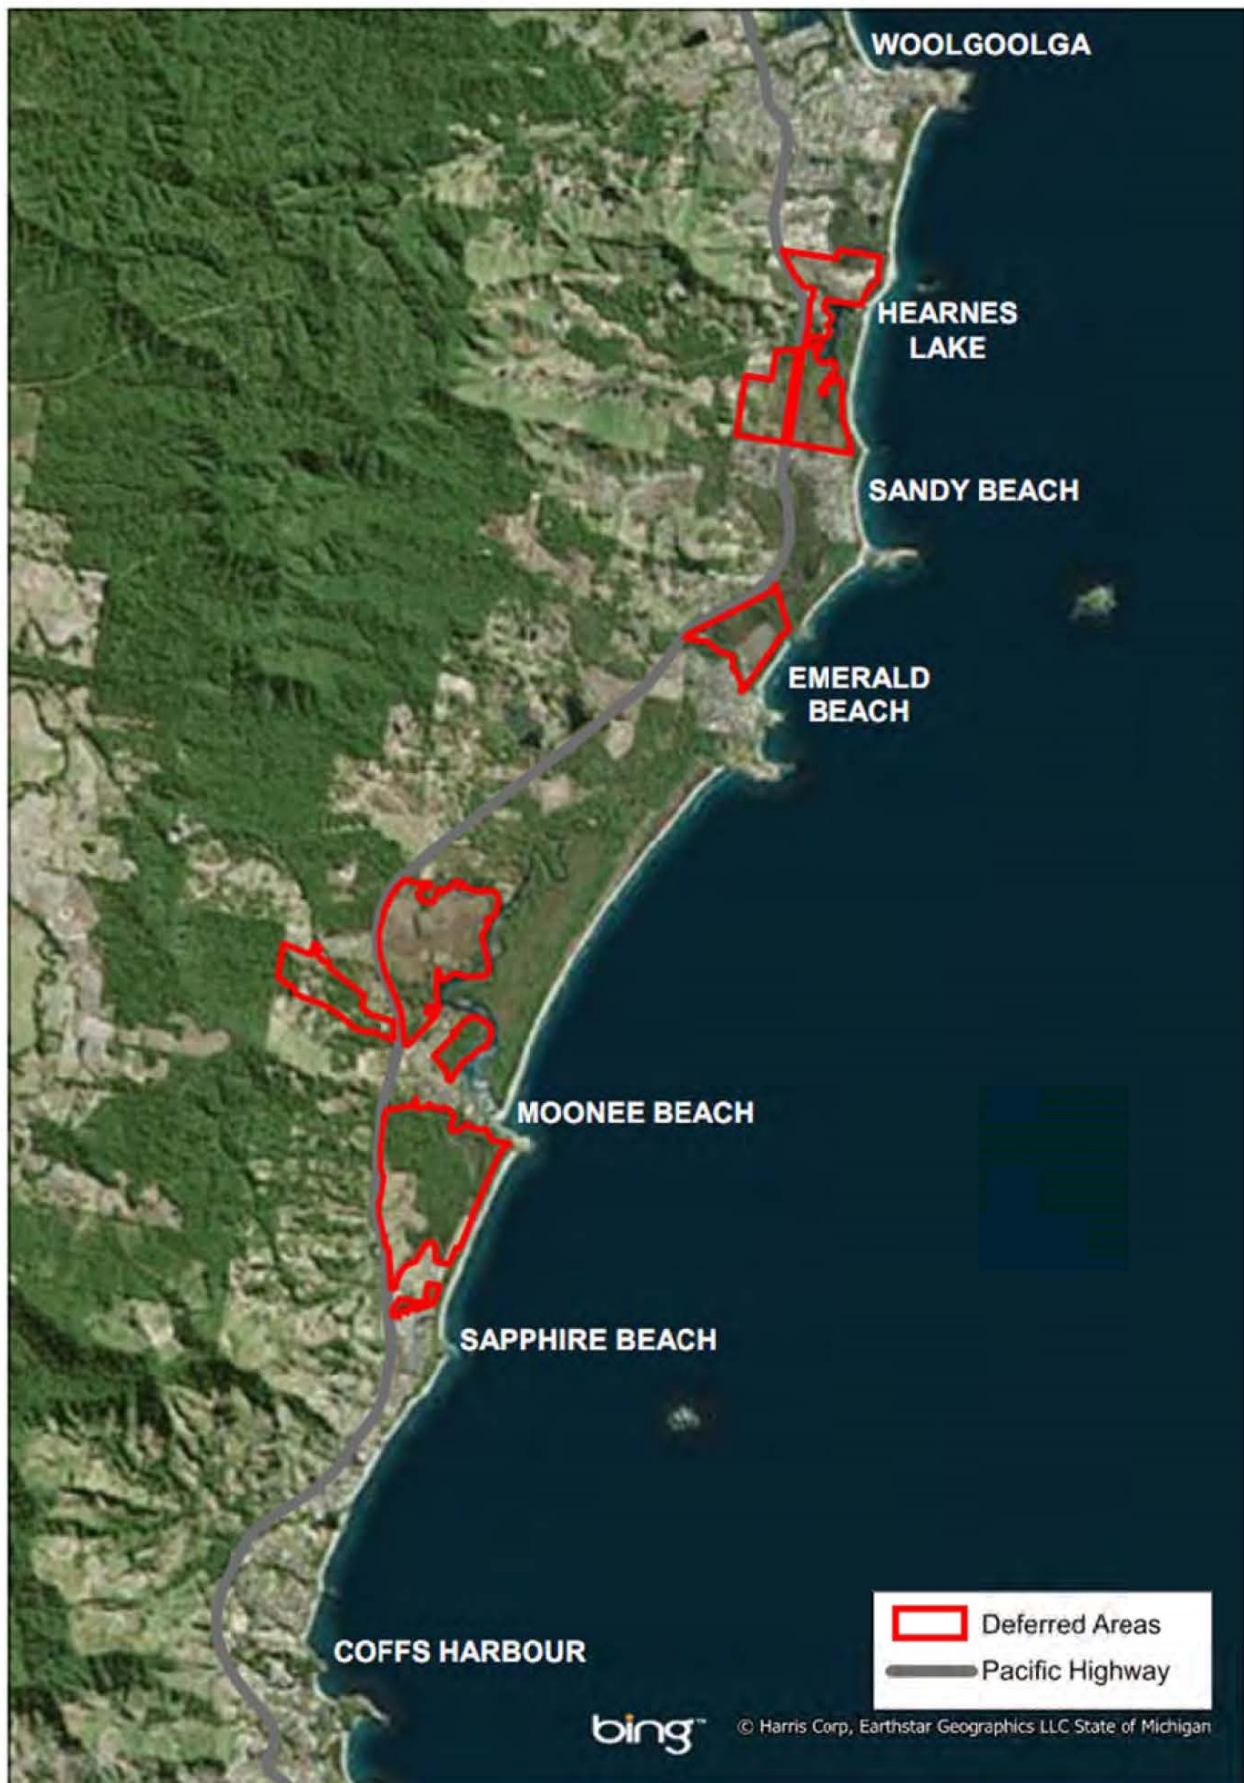 WOOLGOOLGA
HEARNES
LAKE
SANDY BEACH
EMERALD
BEACH
MOONEE BEACH
SAPPHIRE BEACH
COFFS HARBOUR
Deferred Areas
Pacific Highway
bing™
© Harris Corp, Earthstar Geographics LLC State of Michigan